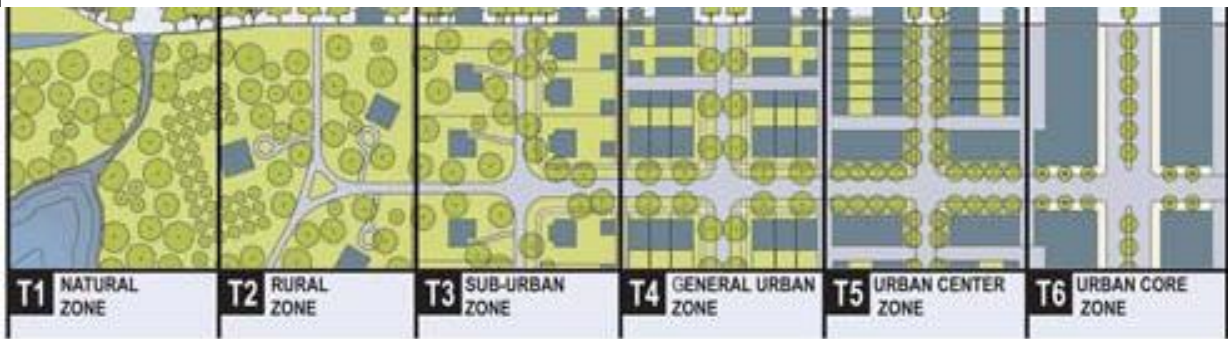 T1 NATURAL
ZONE
T2 RURAL
ZONE
T3 SUB-URBAN
ZONE
T4 GENERAL URBAN
ZONE
T5 URBAN CENTER
ZONE
T6 URBAN CORE
ZONE